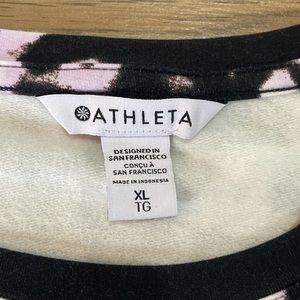 ATHLETA
DESIGNED IN
SAN FRANCISCO
CONÇU À
SAN FRANCISCO
MADE IN INDONESIA
XL
TG